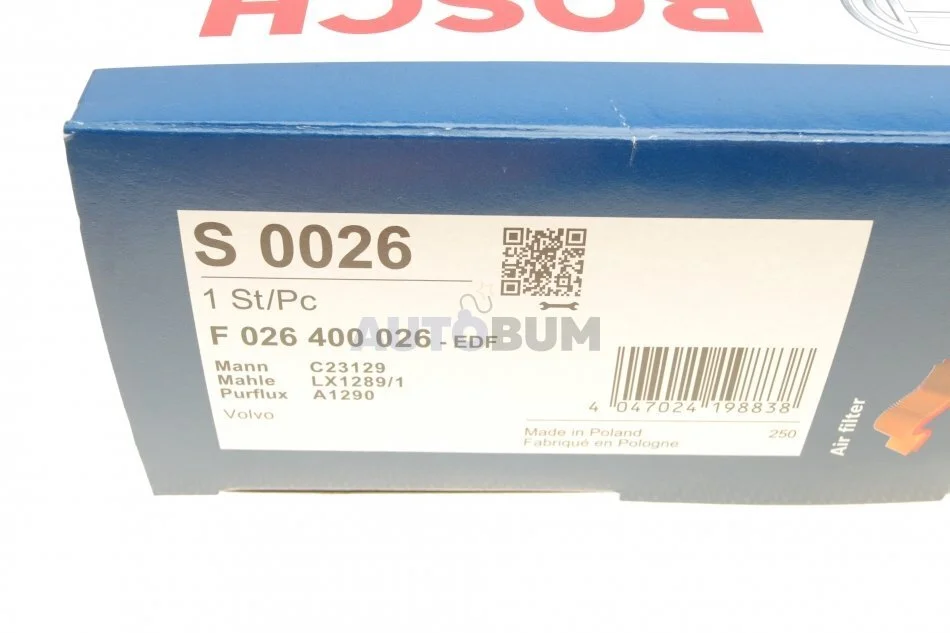 BOSCH
S 0026
1 St/Pc
F 026 400 026 - EDF
AUTOBUM
Mann C23129
Mahle LX1289/1
Purflux A1290
Volvo
4 047024 198838
Made in Poland 250
Fabriqué en Pologne
Air filter